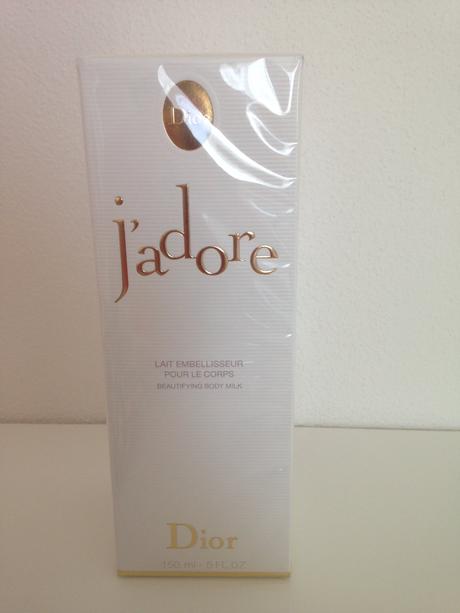 Dior
j'adore
LAIT EMBELLISSEUR
POUR LE CORPS
BEAUTIFYING BODY MILK
Dior
150 ml - 5 FL.OZ